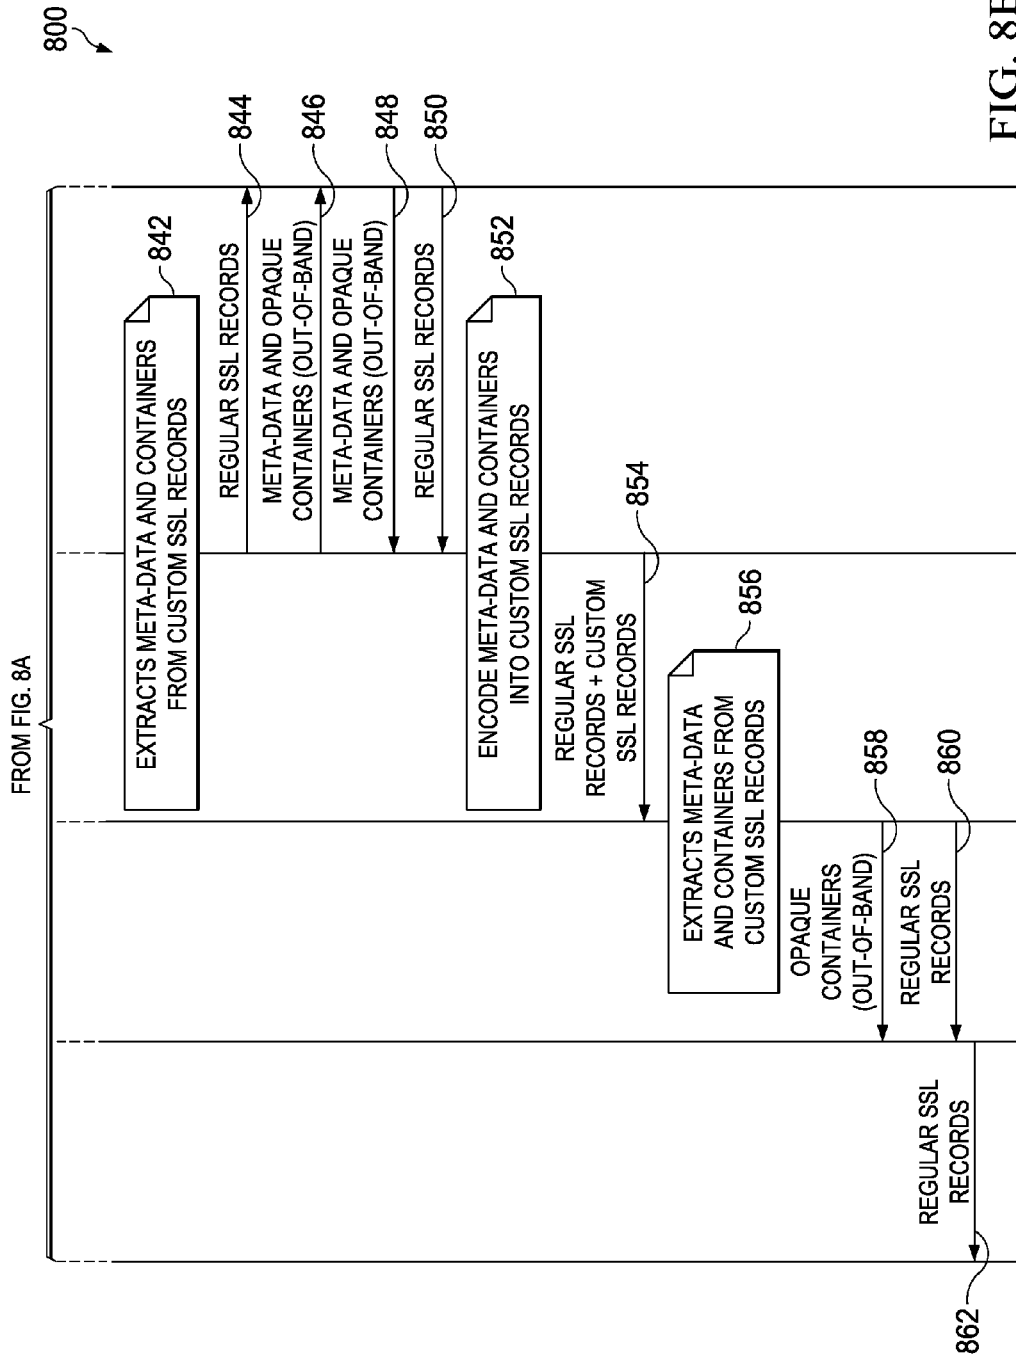 800
FROM FIG. 8A
EXTRACTS META-DATA AND CONTAINERS
FROM CUSTOM SSL RECORDS
842
REGULAR SSL RECORDS
844
META-DATA AND OPAQUE
CONTAINERS (OUT-OF-BAND)
846
META-DATA AND OPAQUE
CONTAINERS (OUT-OF-BAND)
848
REGULAR SSL RECORDS
850
ENCODE META-DATA AND CONTAINERS
INTO CUSTOM SSL RECORDS
852
REGULAR SSL
RECORDS + CUSTOM
SSL RECORDS
854
EXTRACTS META-DATA
AND CONTAINERS FROM
CUSTOM SSL RECORDS
856
OPAQUE
CONTAINERS
(OUT-OF-BAND)
858
REGULAR SSL
RECORDS
860
REGULAR SSL
RECORDS
862
FIG. 8B